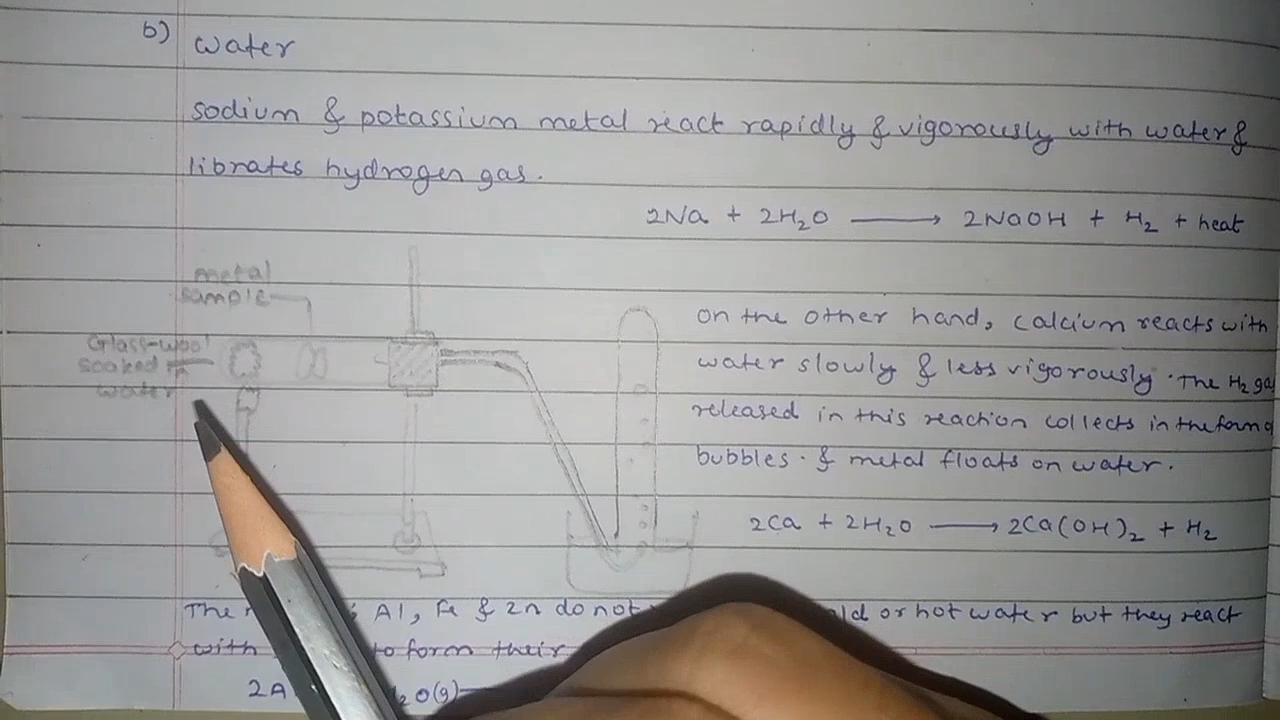 b) water
sodium & potassium metal react rapidly & vigorously with water &
librates hydrogen gas.
2Na + 2H₂O ⟶ 2NaOH + H₂ + heat
metal
sample
Glass-wool
soaked in
water
on the other hand, calcium reacts with
water slowly & less vigorously. The H₂ ga
released in this reaction collects in the form o
bubbles. & metal floats on water.
2Ca + 2H₂O ⟶ 2Ca(OH)₂ + H₂
The Al, Fe & Zn do not or hot water but they react
with to form their
2A O(g)